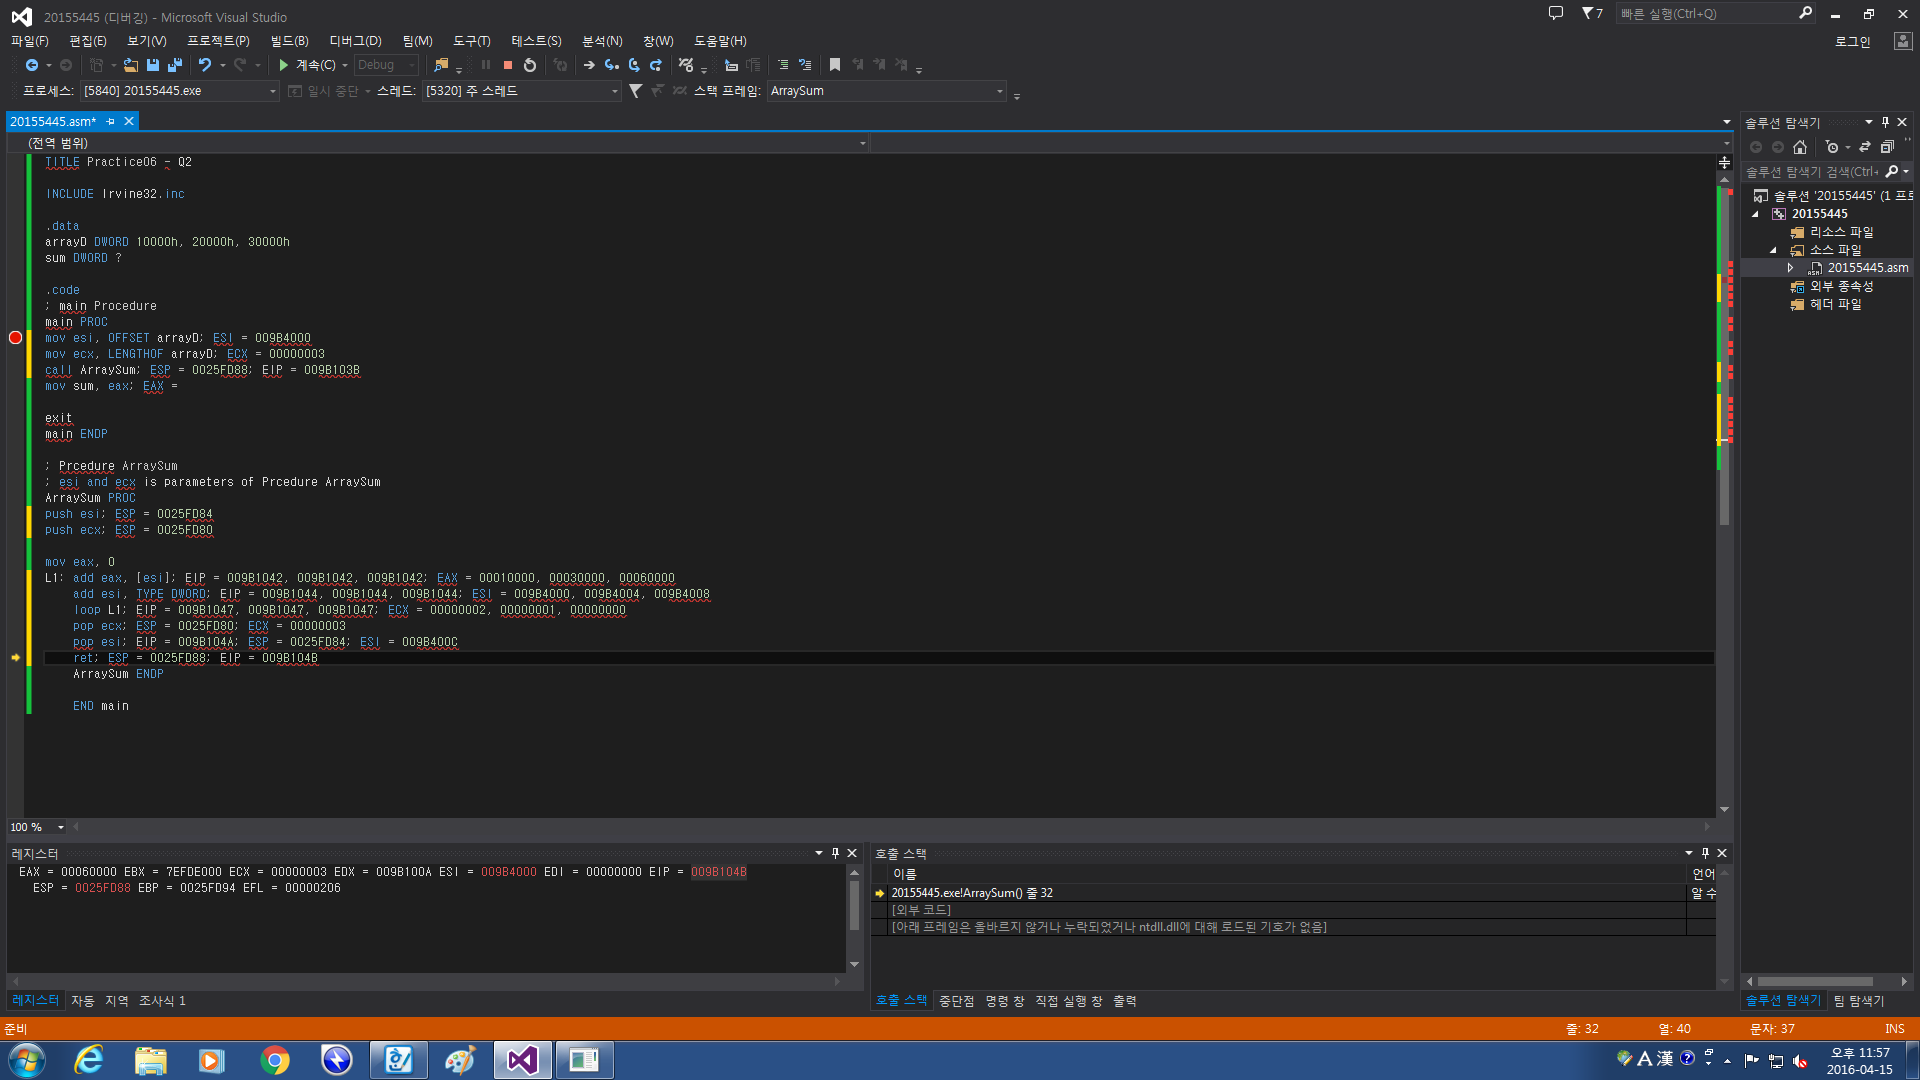 20155445 (디버깅) - Microsoft Visual Studio
7
빠른 실행(Ctrl+Q)
파일(F) 편집(E) 보기(V) 프로젝트(P) 빌드(B) 디버그(D) 팀(M) 도구(T) 테스트(S) 분석(N) 창(W) 도움말(H)
로그인
계속(C) Debug
프로세스: [5840] 20155445.exe 일시 중단 스레드: [5320] 주 스레드 스택 프레임: ArraySum
20155445.asm*
(전역 범위)
TITLE Practice06 - Q2
INCLUDE Irvine32.inc
.data
arrayD DWORD 10000h, 20000h, 30000h
sum DWORD ?
.code
; main Procedure
main PROC
mov esi, OFFSET arrayD; ESI = 009B4000
mov ecx, LENGTHOF arrayD; ECX = 00000003
call ArraySum; ESP = 0025FD88; EIP = 009B103B
mov sum, eax; EAX =
exit
main ENDP
; Prcedure ArraySum
; esi and ecx is parameters of Prcedure ArraySum
ArraySum PROC
push esi; ESP = 0025FD84
push ecx; ESP = 0025FD80
mov eax, 0
L1: add eax, [esi]; EIP = 009B1042, 009B1042, 009B1042; EAX = 00010000, 00030000, 00060000
add esi, TYPE DWORD; EIP = 009B1044, 009B1044, 009B1044; ESI = 009B4000, 009B4004, 009B4008
loop L1; EIP = 009B1047, 009B1047, 009B1047; ECX = 00000002, 00000001, 00000000
pop ecx; ESP = 0025FD80; ECX = 00000003
pop esi; EIP = 009B104A; ESP = 0025FD84; ESI = 009B400C
ret; ESP = 0025FD88; EIP = 009B104B
ArraySum ENDP
END main
100 %
레지스터
EAX = 00060000 EBX = 7EFDE000 ECX = 00000003 EDX = 009B100A ESI = 009B4000 EDI = 00000000 EIP = 009B104B
ESP = 0025FD88 EBP = 0025FD94 EFL = 00000206
레지스터 자동 지역 조사식 1
호출 스택
이름 언어
20155445.exe!ArraySum() 줄 32 알 수
[외부 코드]
[아래 프레임은 올바르지 않거나 누락되었거나 ntdll.dll에 대해 로드된 기호가 없음]
호출 스택 중단점 명령 창 직접 실행 창 출력
솔루션 탐색기
솔루션 탐색기 검색(Ctrl+
솔루션 '20155445' (1 프로
20155445
리소스 파일
소스 파일
20155445.asm
외부 종속성
헤더 파일
솔루션 탐색기 팀 탐색기
준비 줄: 32 열: 40 문자: 37 INS
A 漢
오후 11:57
2016-04-15